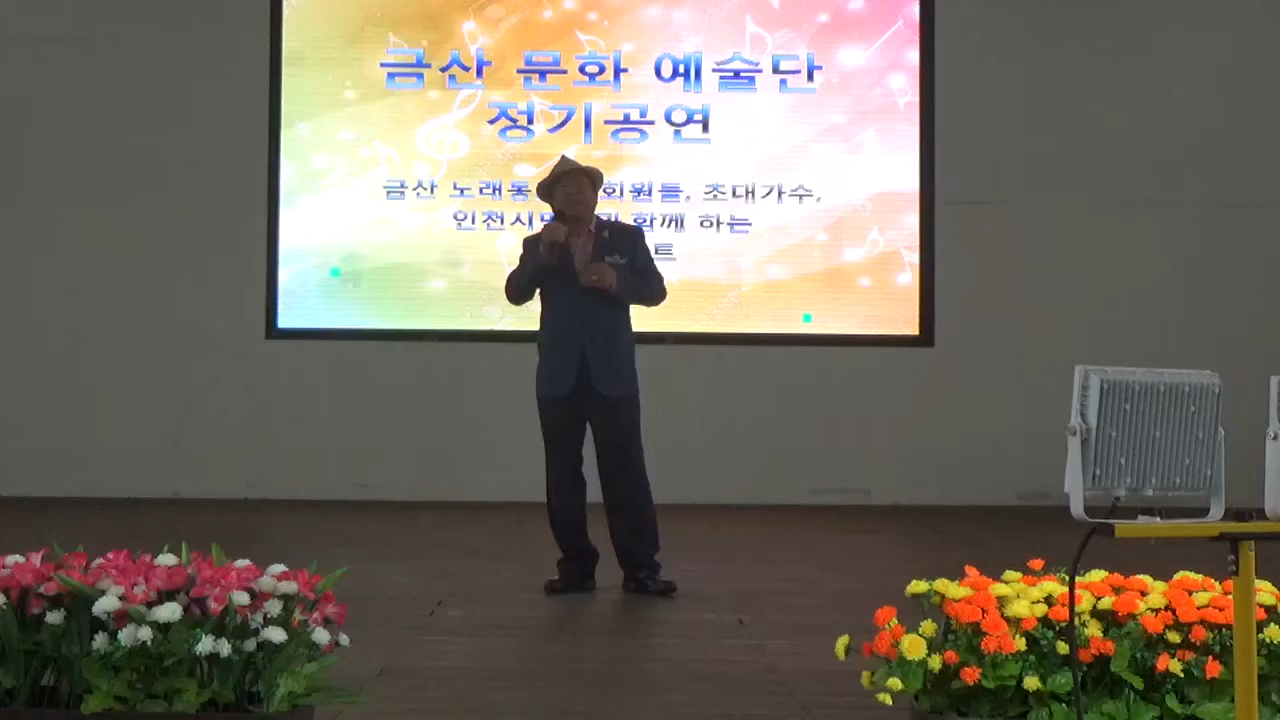 금산 문화 예술단
정기공연
금산 노래동 회원들, 초대가수,
인천시 함께 하는
트